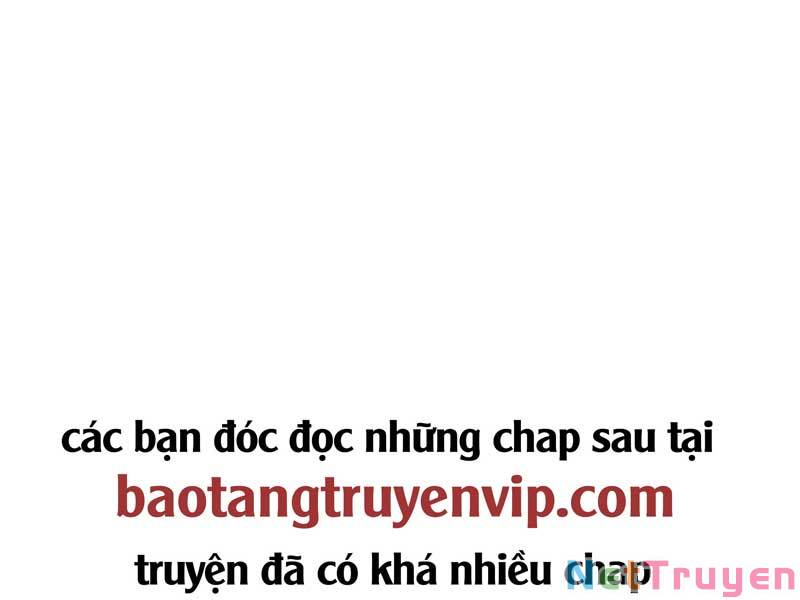 các bạn đóc đọc những chap sau tại
baotangtruyenvip.com
truyện đã có khá nhiều chap
NetTruyen